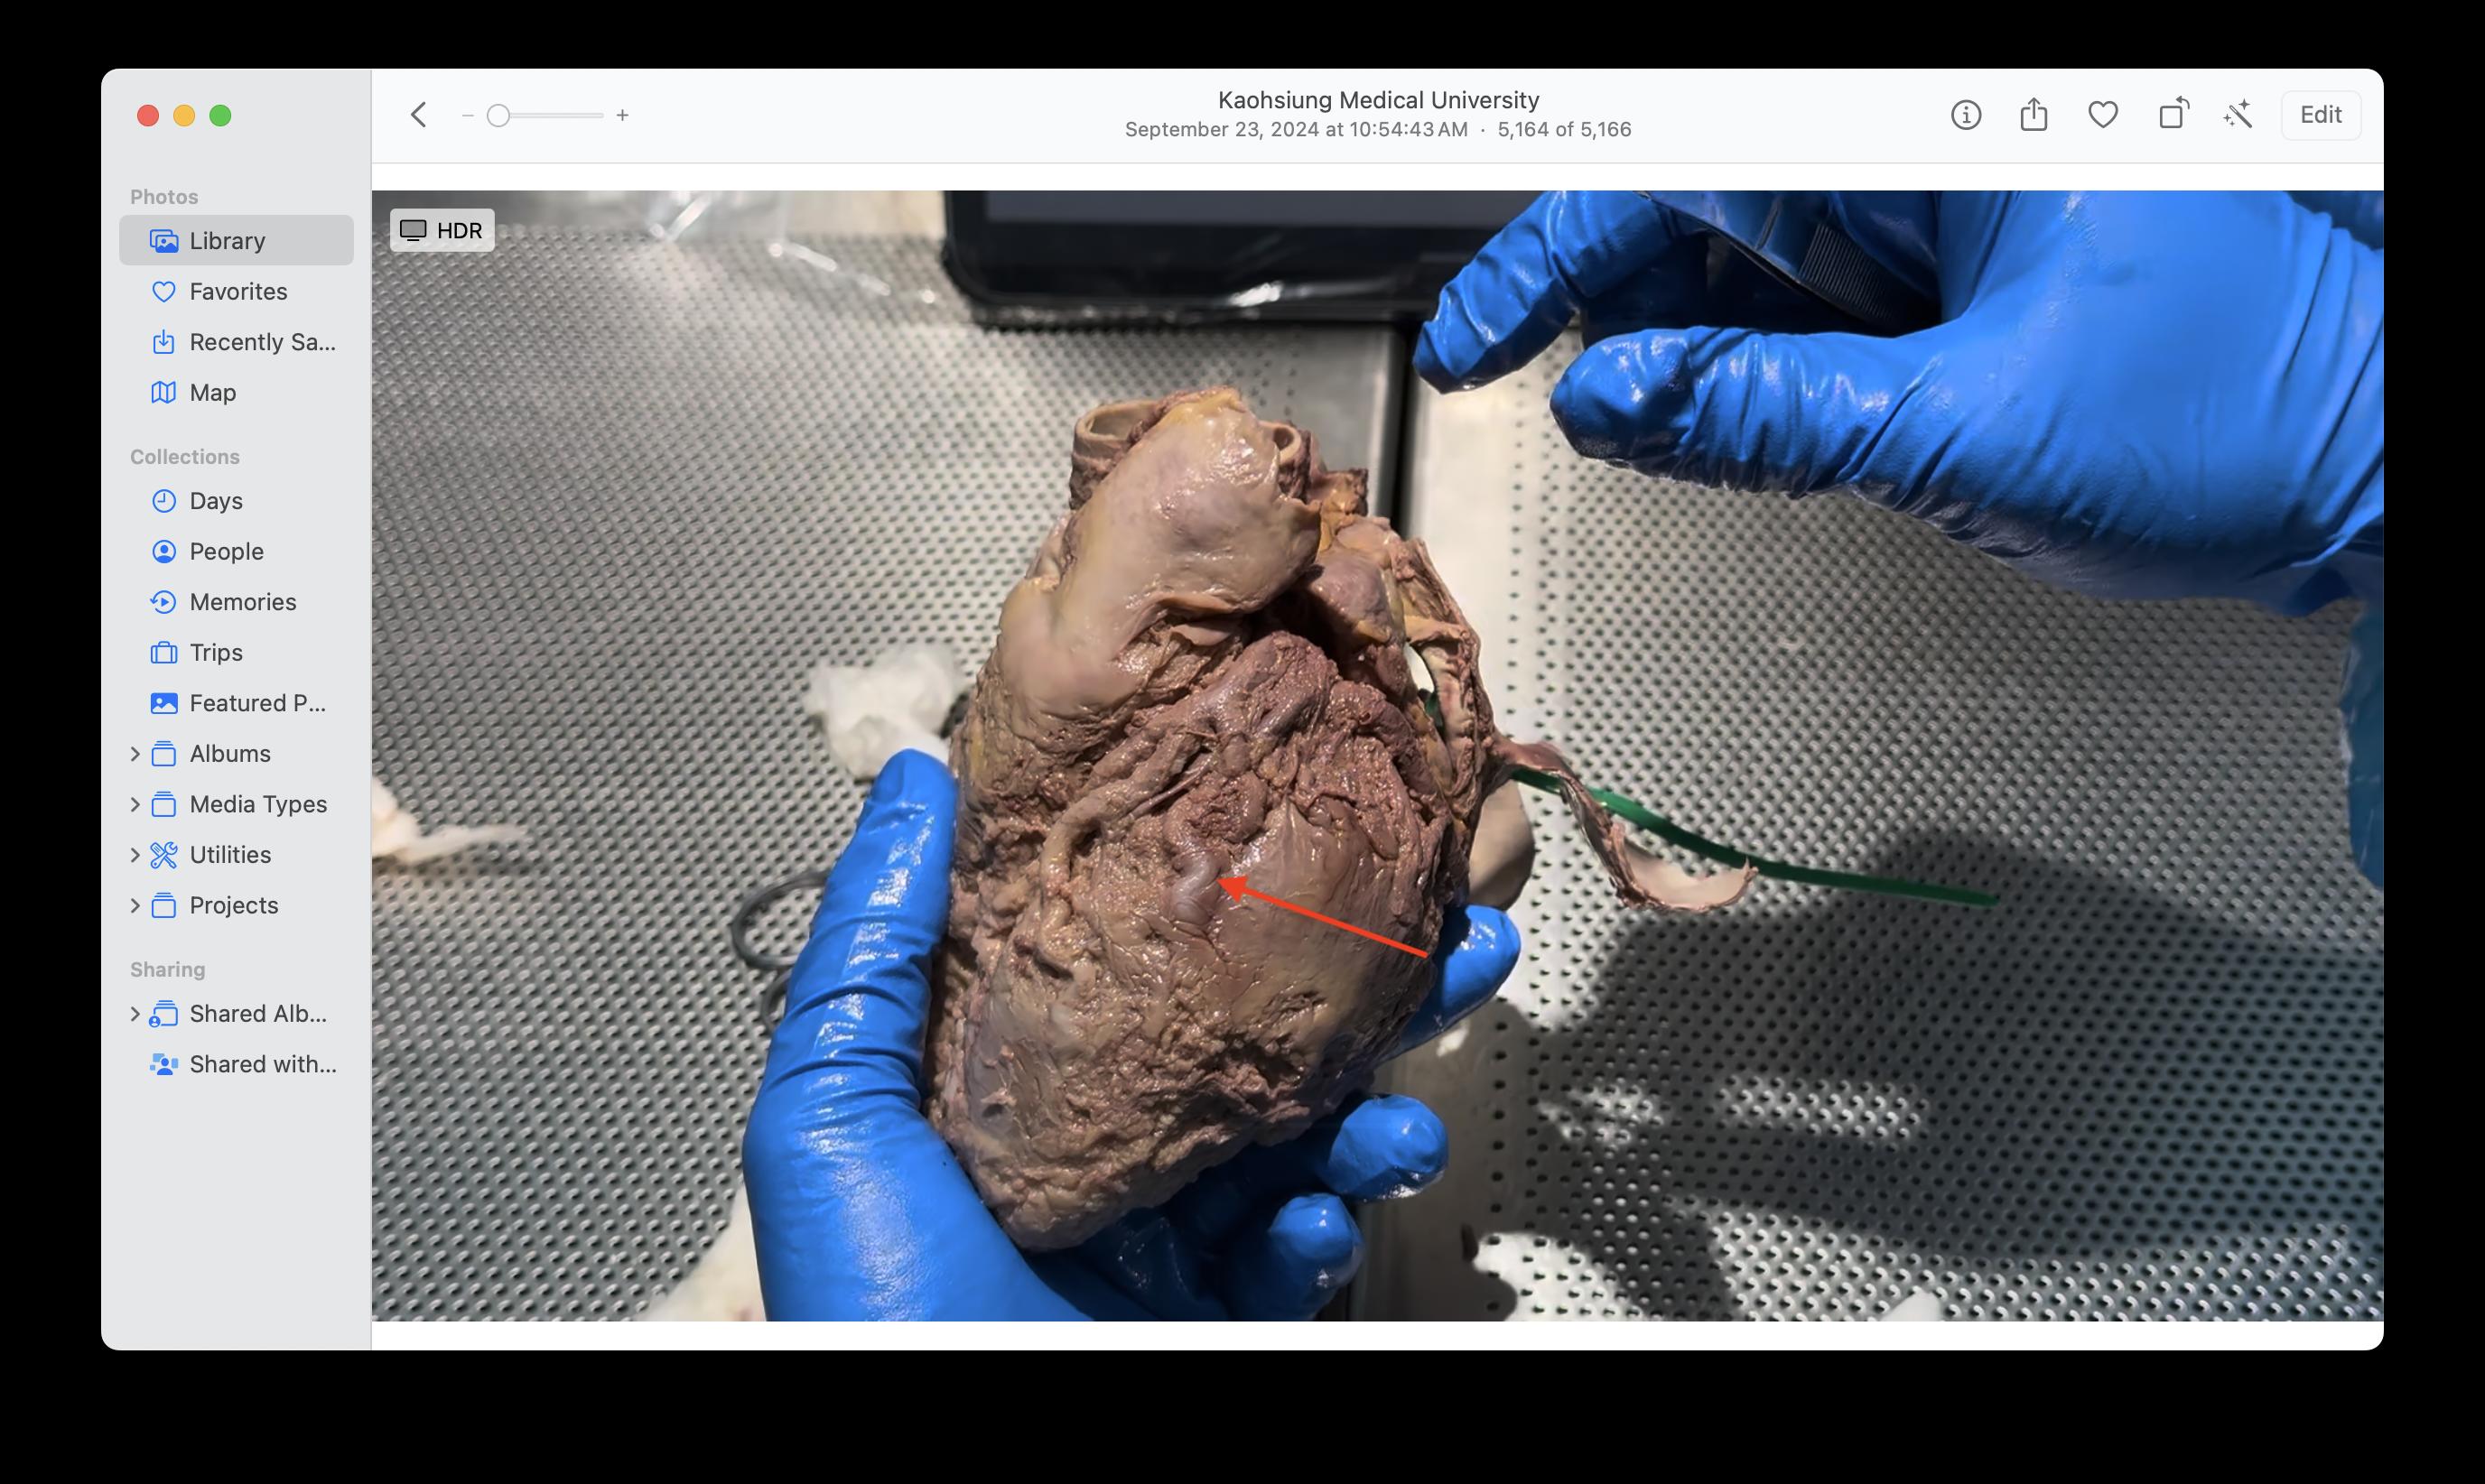 Kaohsiung Medical University
September 23, 2024 at 10:54:43 AM · 5,164 of 5,166
Edit
Photos
Library
Favorites
Recently Sa...
Map
Collections
Days
People
Memories
Trips
Featured P...
Albums
Media Types
Utilities
Projects
Sharing
Shared Alb...
Shared with...
HDR